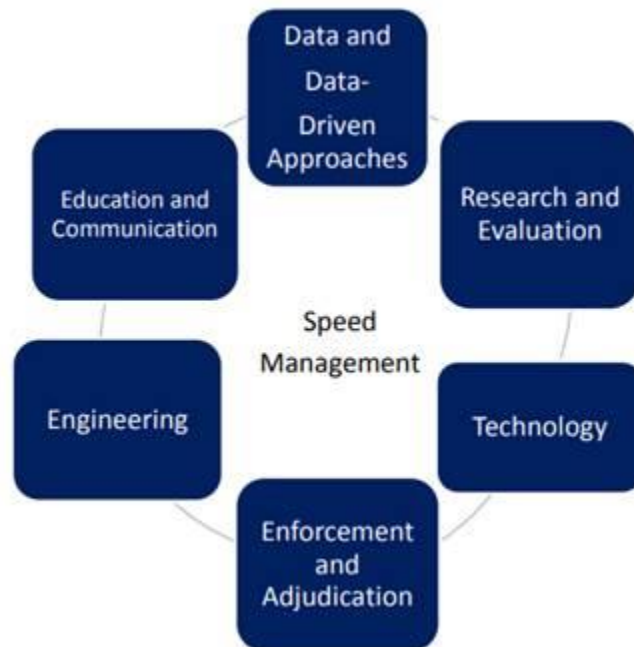 Data and
Data-
Driven
Approaches
Research and
Evaluation
Technology
Enforcement
and
Adjudication
Engineering
Education and
Communication
Speed
Management